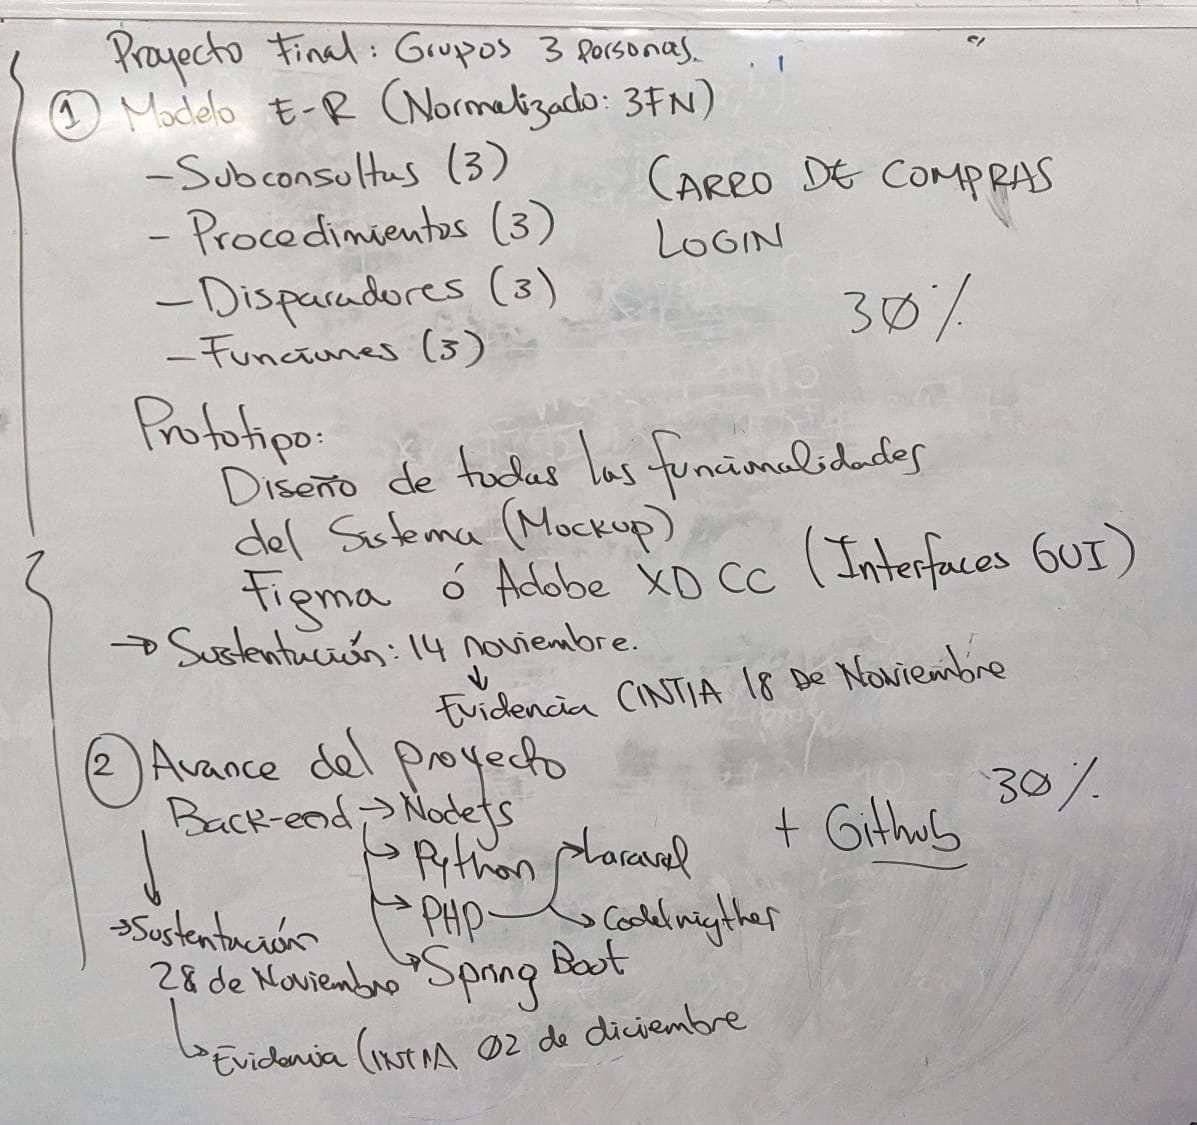 Proyecto Final: Grupos 3 personas.
① Modelo E-R (Normalizado: 3FN)
- Subconsultas (3)
- Procedimientos (3)
- Disparadores (3)
- Funciones (3)
CARRO DE COMPRAS
LOGIN
30%
Prototipo:
Diseño de todas las funcionalidades
del Sistema (Mockup)
Figma ó Adobe XD CC (Interfaces GUI)
→ Sustentución: 14 noviembre.
↓
Evidencia CINTIA 18 De Noviembre
② Avance del proyecto
30%
Back-end → Nodejs
+ Github
→ Python
→ Laravel
→ PHP
→ CodeInigther
→ Spring Boot
→ Sustentación
28 de Noviembre
→ Evidencia CINTIA 02 de diciembre